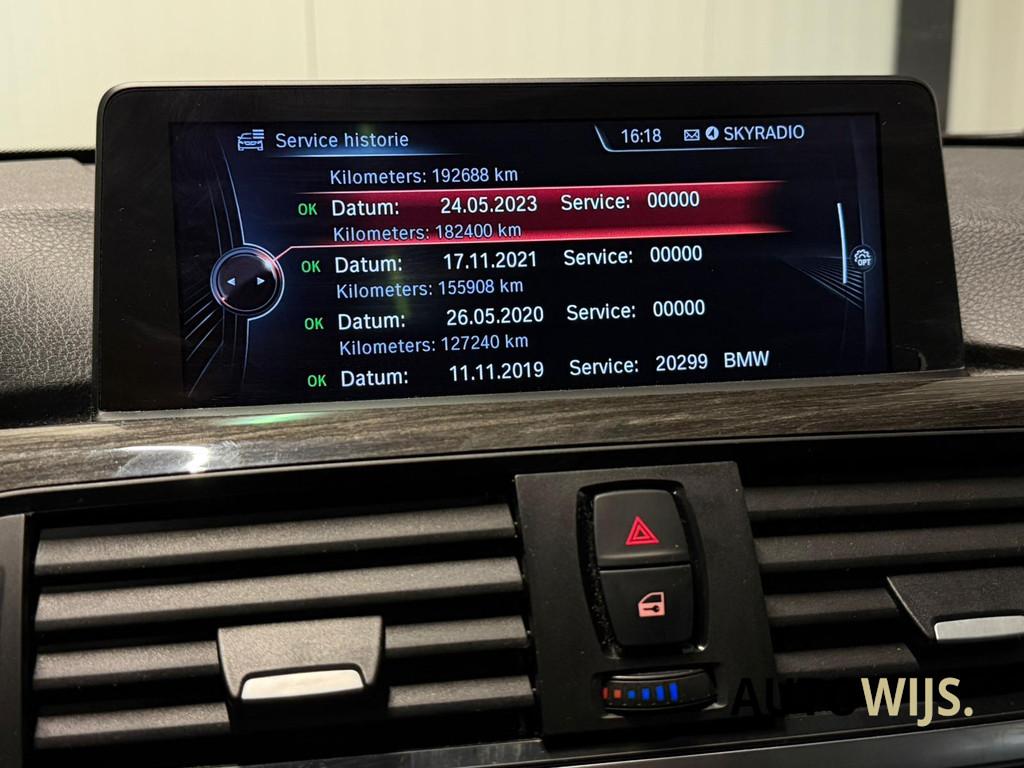 Service historie
16:18
SKYRADIO
Kilometers: 192688 km
OK Datum: 24.05.2023 Service: 00000
Kilometers: 182400 km
OK Datum: 17.11.2021 Service: 00000
Kilometers: 155908 km
OPT
OK Datum: 26.05.2020 Service: 00000
Kilometers: 127240 km
OK Datum: 11.11.2019 Service: 20299 BMW
AUTOWIJS.